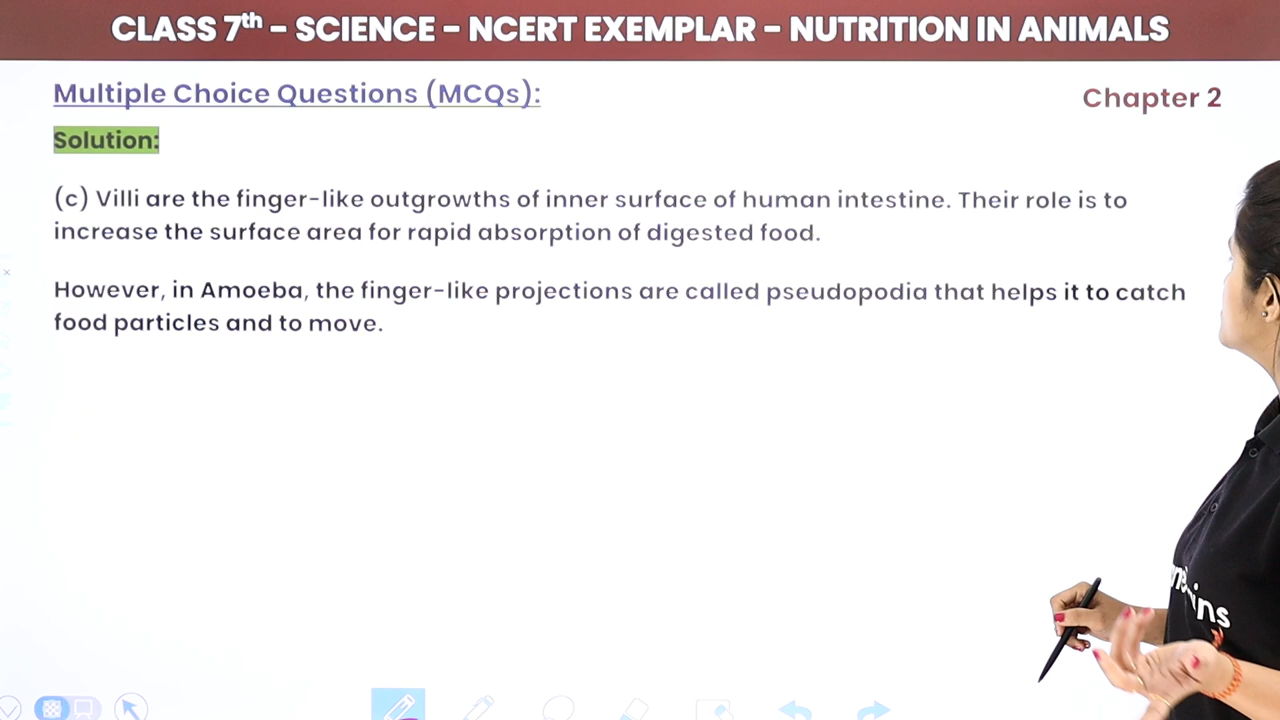 CLASS 7th - SCIENCE - NCERT EXEMPLAR - NUTRITION IN ANIMALS
Multiple Choice Questions (MCQs):
Chapter 2
Solution:
(c) Villi are the finger-like outgrowths of inner surface of human intestine. Their role is to
increase the surface area for rapid absorption of digested food.
However, in Amoeba, the finger-like projections are called pseudopodia that helps it to catch
food particles and to move.